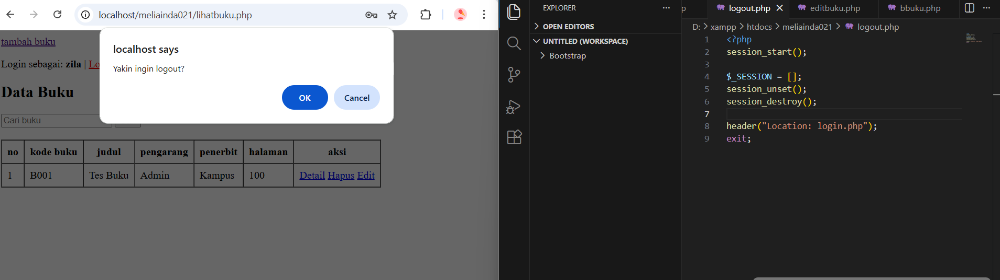 localhost/meliainda021/lihatbuku.php
tambah buku
localhost says
Yakin ingin logout?
OK
Cancel
Login sebagai: zila | Lo
Data Buku
Cari buku
no kode buku judul pengarang penerbit halaman aksi
1 B001 Tes Buku Admin Kampus 100 Detail Hapus Edit
EXPLORER
OPEN EDITORS
UNTITLED (WORKSPACE)
Bootstrap
p logout.php editbuku.php bbuku.php
D: > xampp > htdocs > meliainda021 > logout.php
1 <?php
2 session_start();
3
4 $_SESSION = [];
5 session_unset();
6 session_destroy();
7
8 header("Location: login.php");
9 exit;